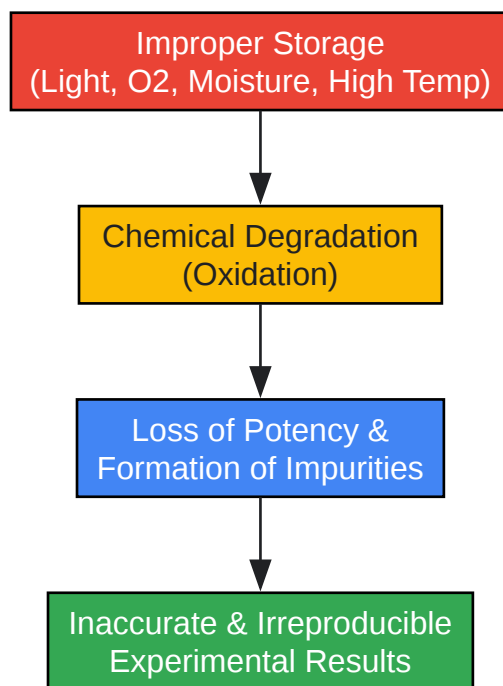 Improper Storage
(Light, O2, Moisture, High Temp)
Chemical Degradation
(Oxidation)
Loss of Potency &
Formation of Impurities
Inaccurate & Irreproducible
Experimental Results